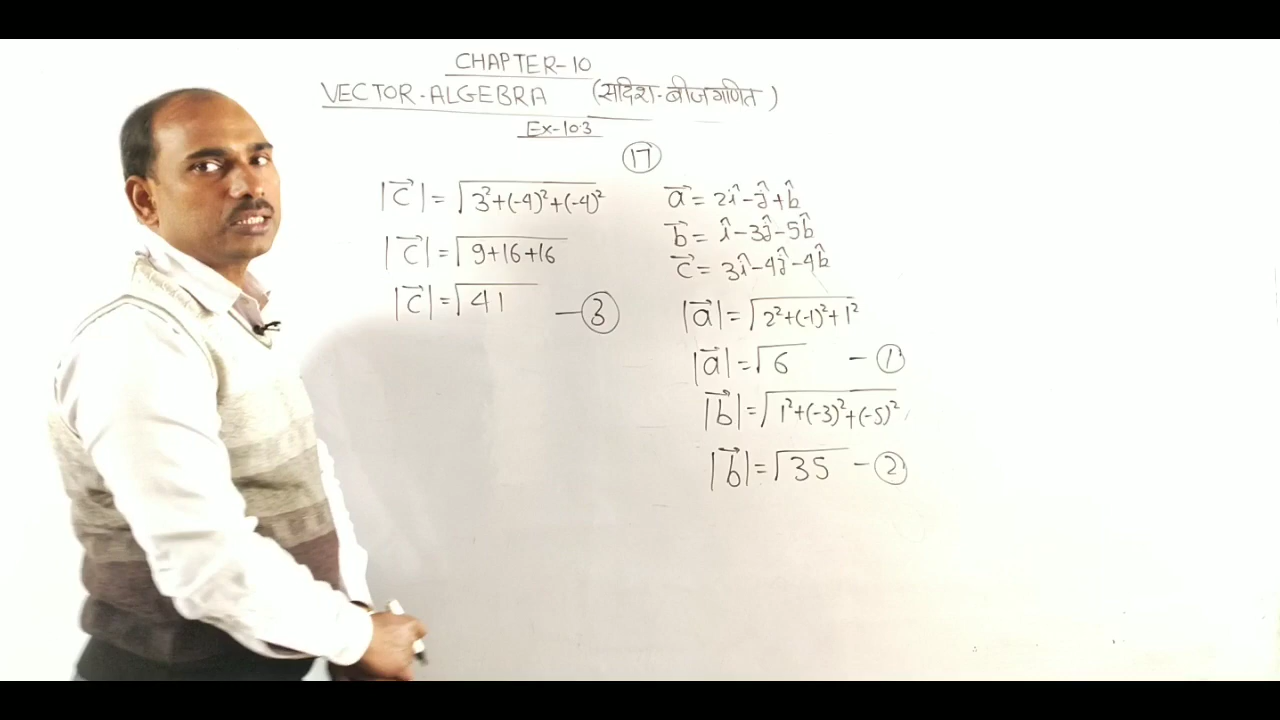 CHAPTER-10
VECTOR-ALGEBRA (सदिश-बीजगणित)
Ex-10.3
17
|c⃗| = √3²+(-4)²+(-4)²
|c⃗| = √9+16+16
|c⃗| = √41 — 3
a⃗ = 2î-ĵ+k̂
b⃗ = î-3ĵ-5k̂
c⃗ = 3î-4ĵ-4k̂
|a⃗| = √2²+(-1)²+1²
|a⃗| = √6 — 1
|b⃗| = √1²+(-3)²+(-5)²
|b⃗| = √35 — 2